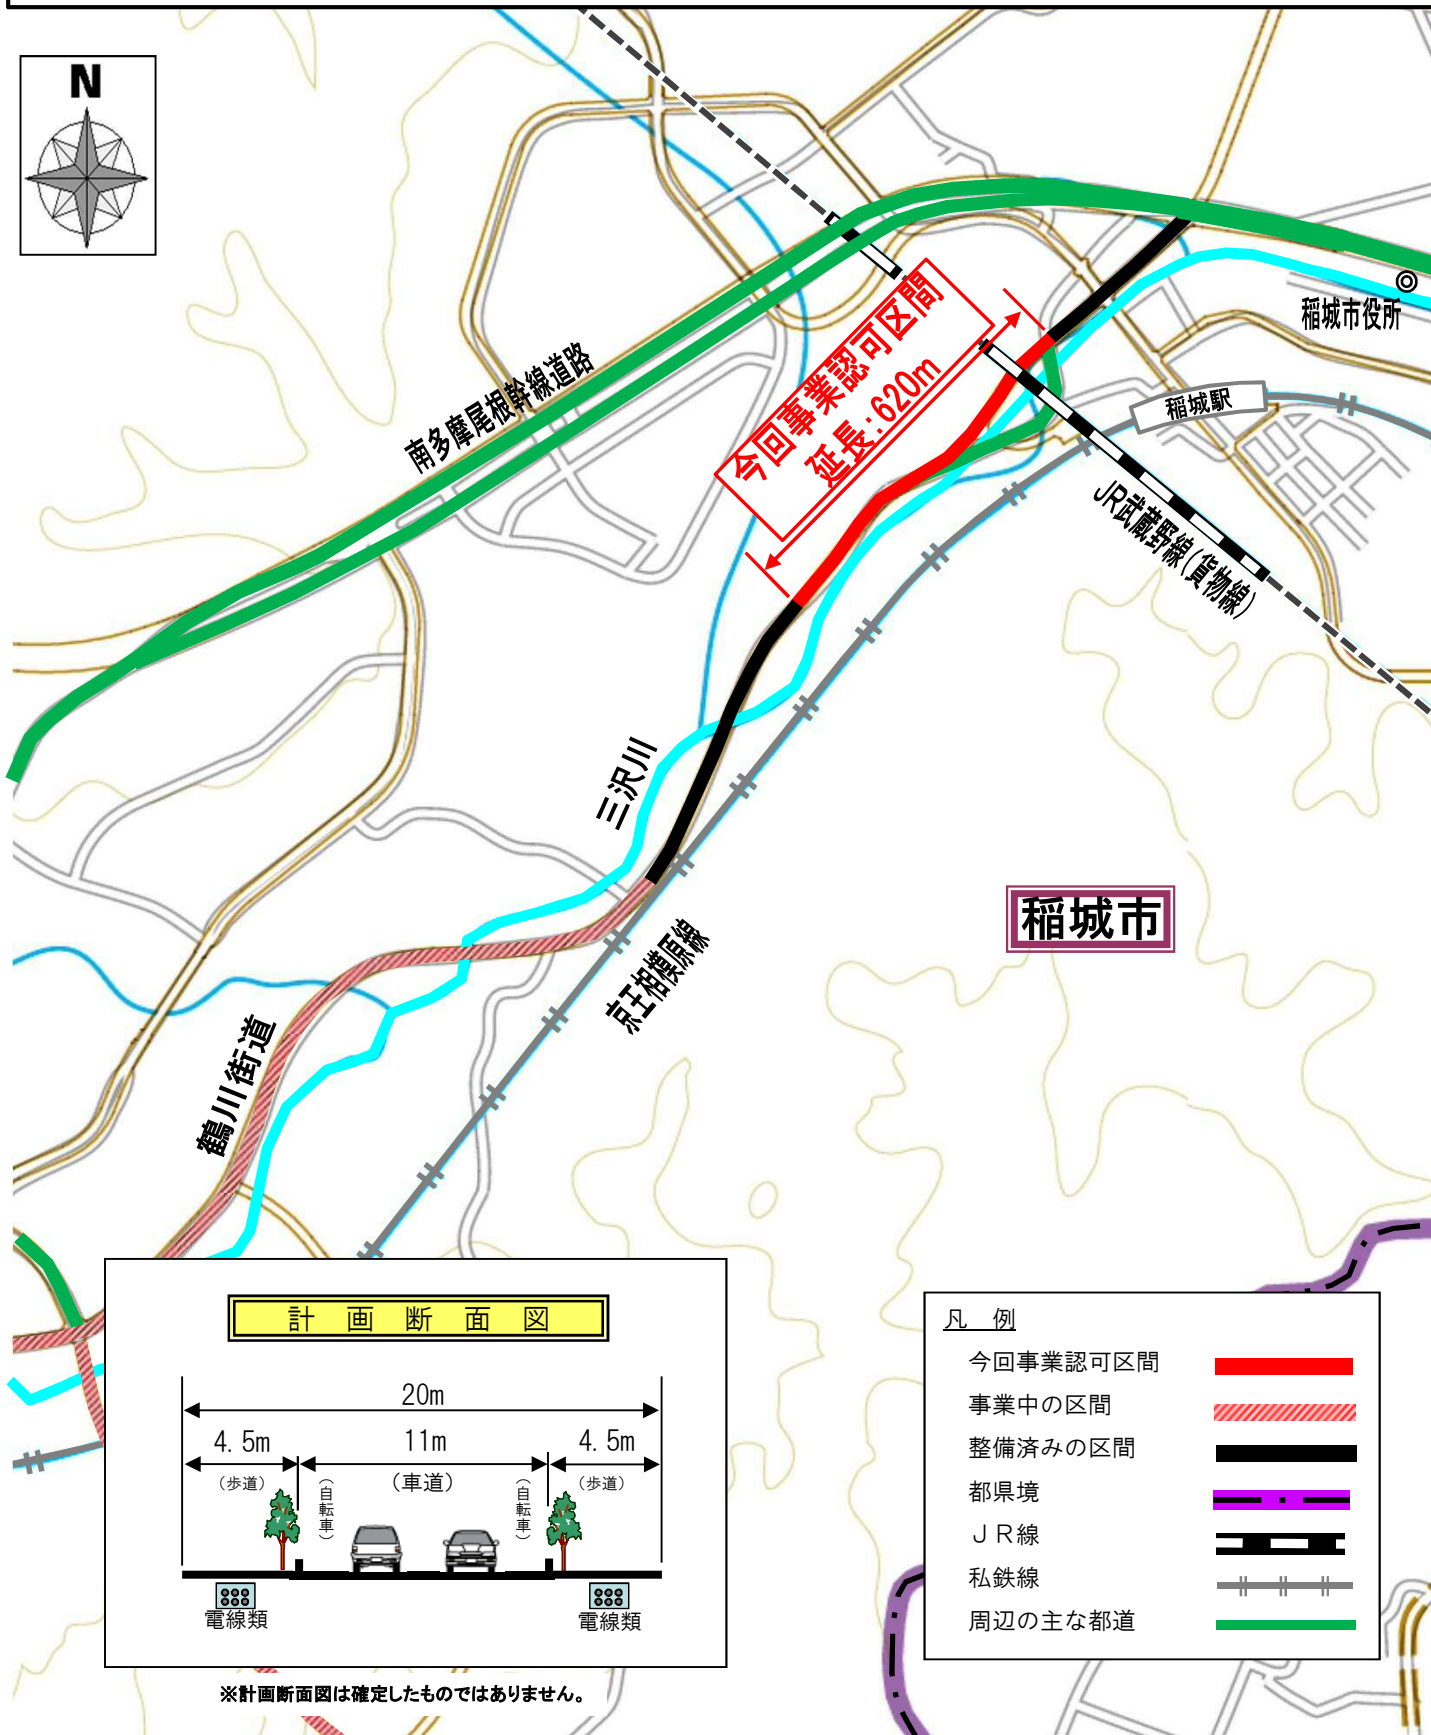 N
稲城市役所
稲城駅
今回事業認可区間
延長:620m
南多摩尾根幹線道路
JR武蔵野線(貨物線)
三沢川
稲城市
京王相模原線
鶴川街道
計画断面図
20m
4.5m
11m
4.5m
(歩道)
(自転車)
(車道)
(自転車)
(歩道)
電線類
電線類
※計画断面図は確定したものではありません。
凡 例
今回事業認可区間
事業中の区間
整備済みの区間
都県境
JR線
私鉄線
周辺の主な都道